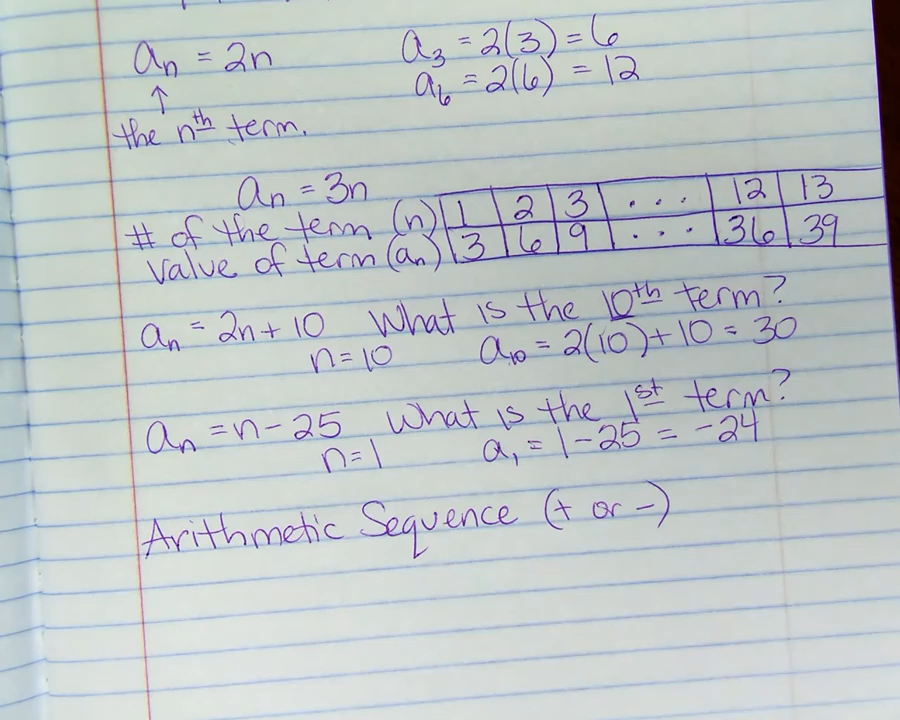 aₙ = 2n a₃ = 2(3) = 6
↑ a₆ = 2(6) = 12
the nᵗʰ term.
aₙ = 3n
# of the term (n) 1 2 3 ... 12 13
value of term (aₙ) 3 6 9 ... 36 39
aₙ = 2n + 10 What is the 10ᵗʰ term?
n = 10 a₁₀ = 2(10) + 10 = 30
aₙ = n - 25 What is the 1ˢᵗ term?
n = 1 a₁ = 1 - 25 = -24
Arithmetic Sequence (+ or -)